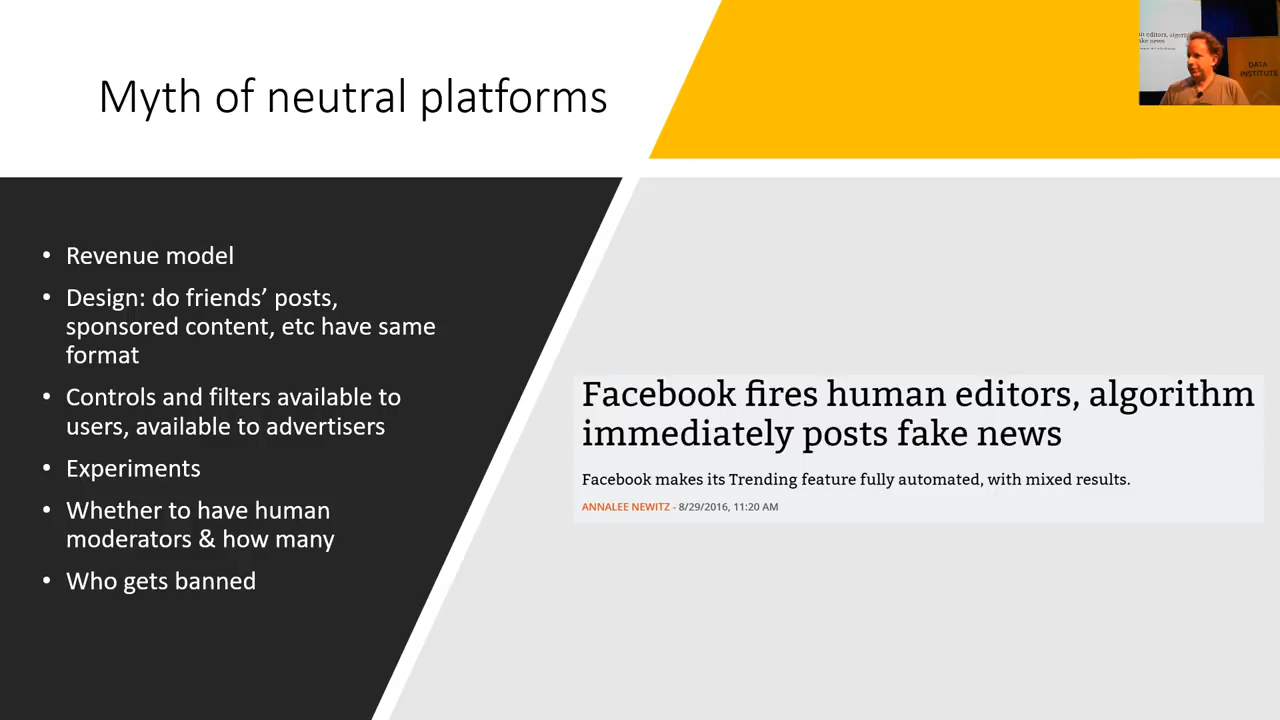 Myth of neutral platforms
• Revenue model
• Design: do friends’ posts,
sponsored content, etc have same
format
• Controls and filters available to
users, available to advertisers
• Experiments
• Whether to have human
moderators & how many
• Who gets banned
Facebook fires human editors, algorithm
immediately posts fake news
Facebook makes its Trending feature fully automated, with mixed results.
ANNALEE NEWITZ - 8/29/2016, 11:20 AM
DATA
INSTITUTE